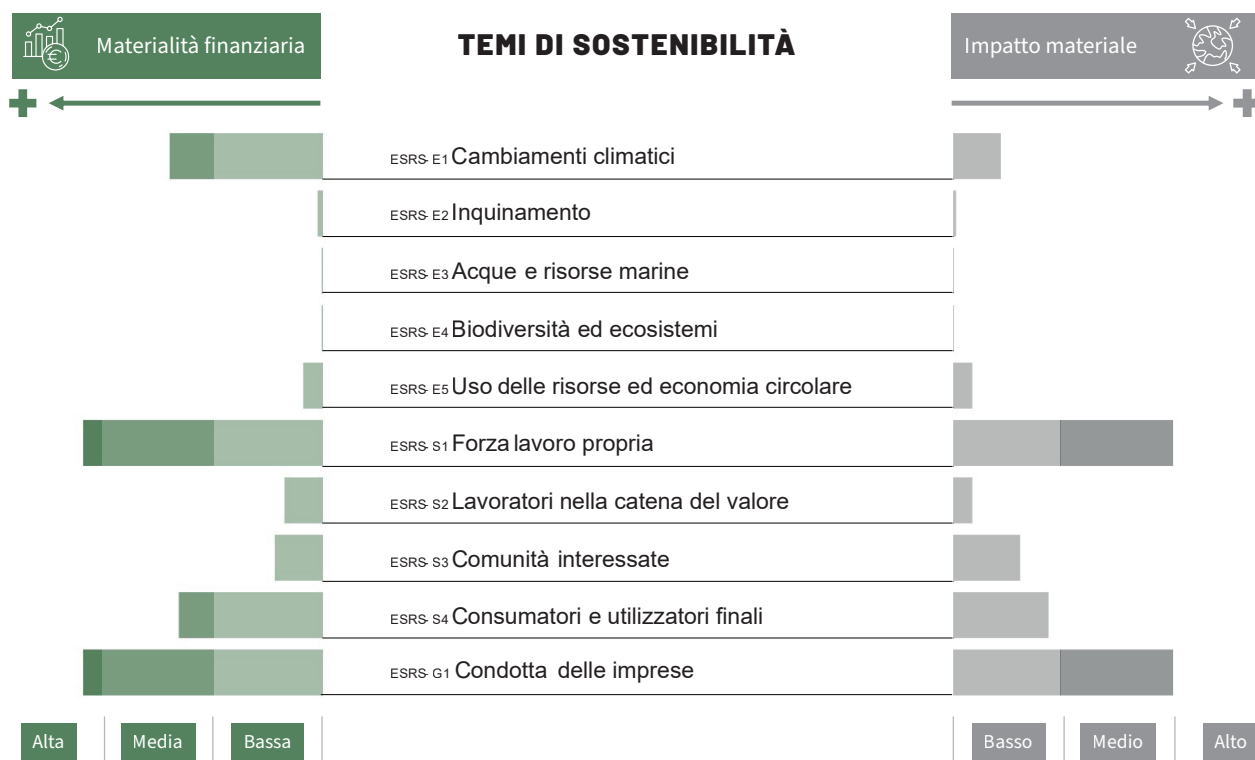 Materialità finanziaria
TEMI DI SOSTENIBILITÀ
Impatto materiale
ESRS- E1 Cambiamenti climatici
ESRS- E2 Inquinamento
ESRS- E3 Acque e risorse marine
ESRS- E4 Biodiversità ed ecosistemi
ESRS- E5 Uso delle risorse ed economia circolare
ESRS- S1 Forza lavoro propria
ESRS- S2 Lavoratori nella catena del valore
ESRS- S3 Comunità interessate
ESRS- S4 Consumatori e utilizzatori finali
ESRS- G1 Condotta delle imprese
Alta Media Bassa Basso Medio Alto